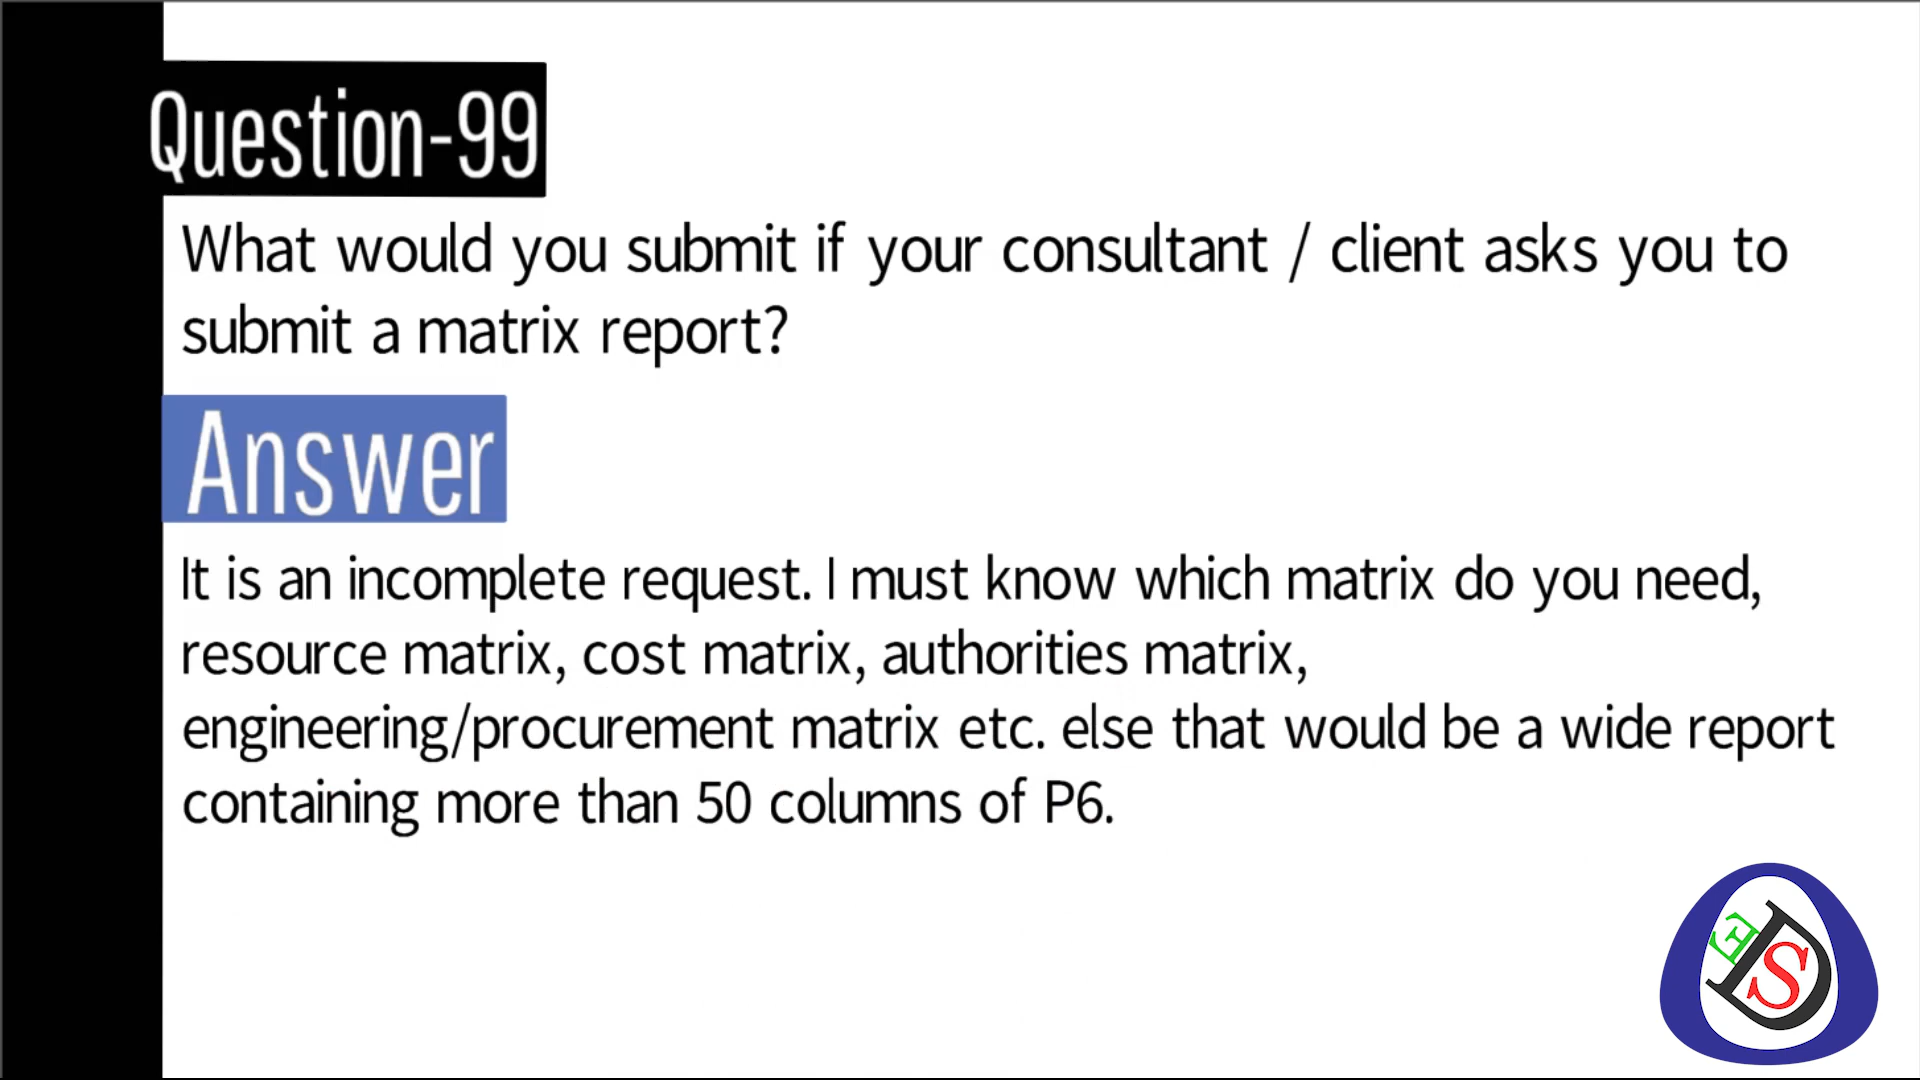 Question-99
What would you submit if your consultant / client asks you to
submit a matrix report?
Answer
It is an incomplete request. I must know which matrix do you need,
resource matrix, cost matrix, authorities matrix,
engineering/procurement matrix etc. else that would be a wide report
containing more than 50 columns of P6.
E
D
S